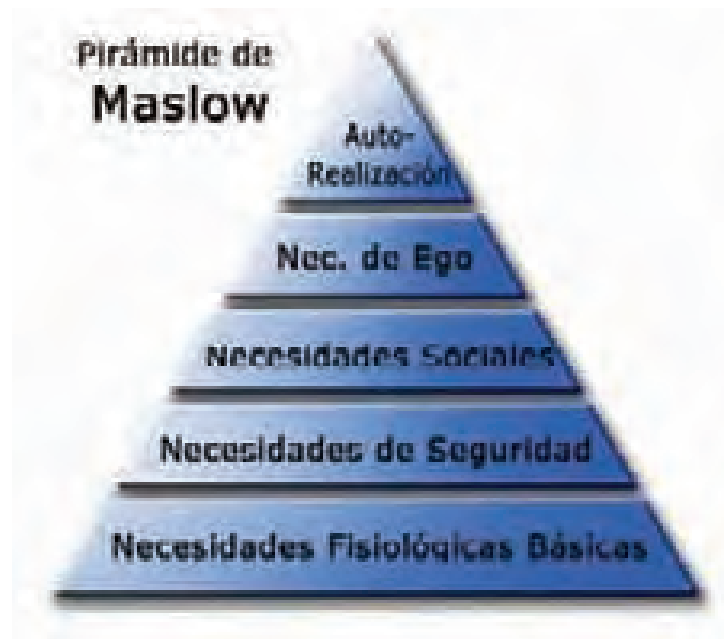 Pirámide de
Maslow
Auto-
Realización
Nec. de Ego
Necesidades Sociales
Necesidades de Seguridad
Necesidades Fisiológicas Básicas